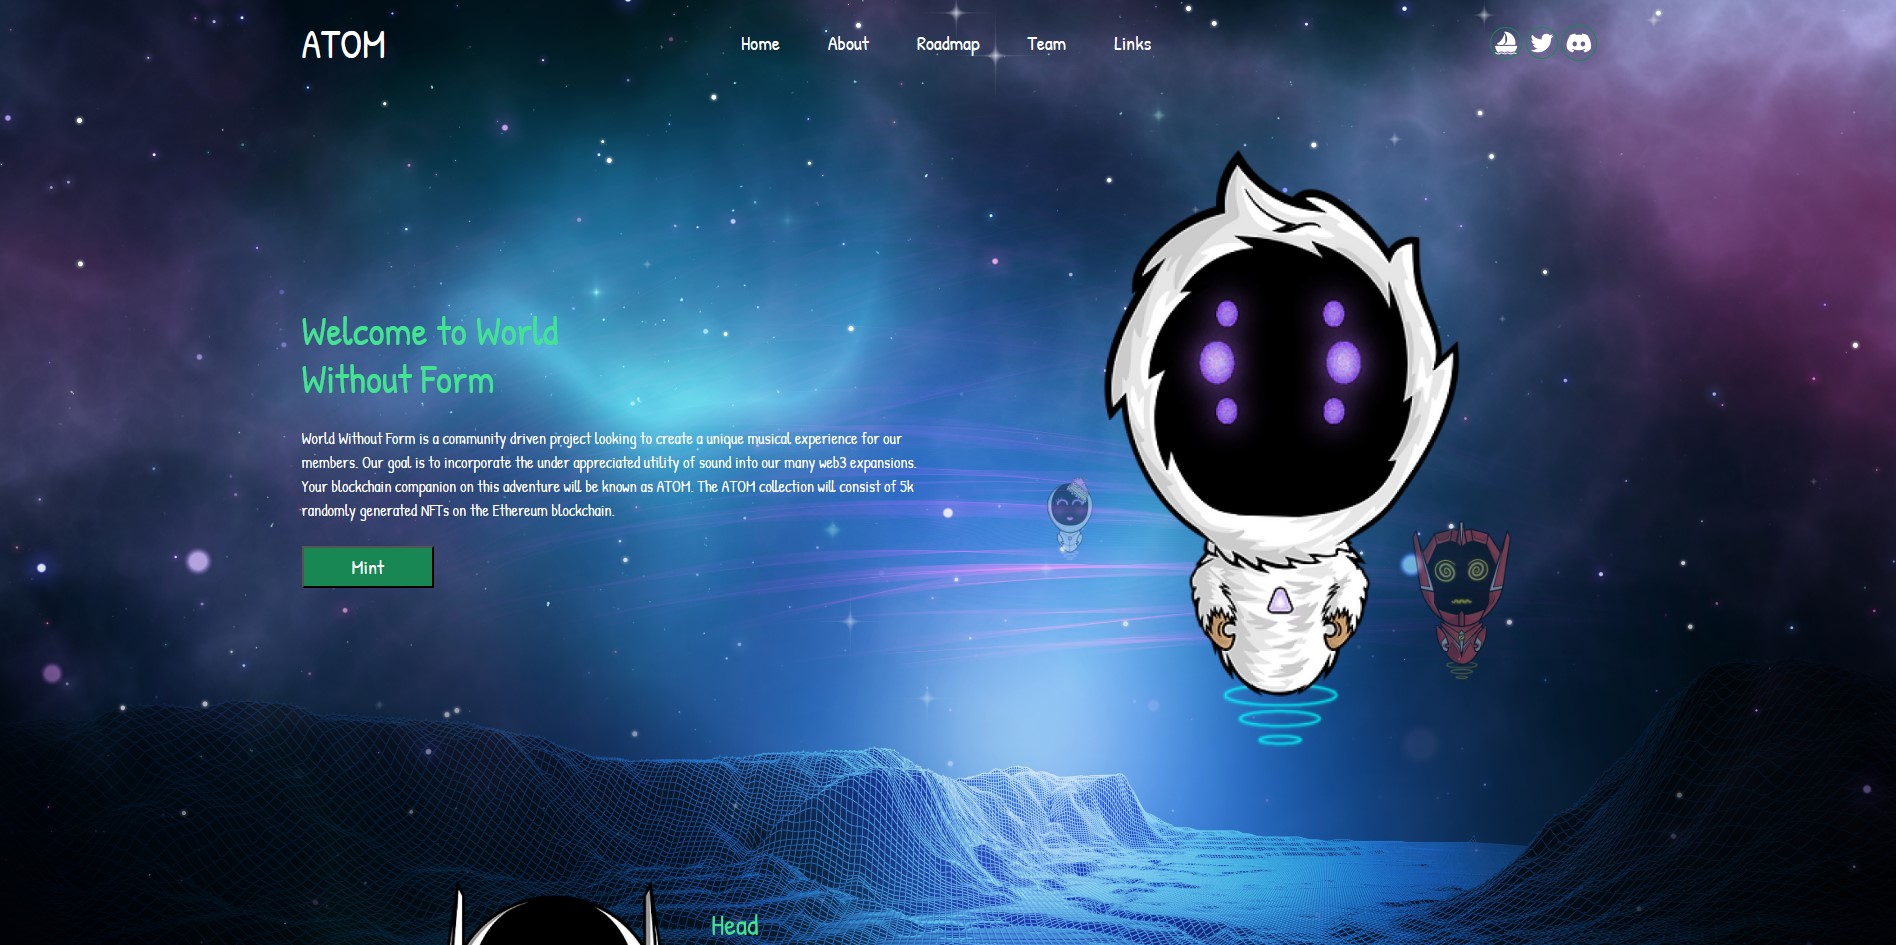 ATOM
Home About Roadmap Team Links
Welcome to World
Without Form
World Without Form is a community driven project looking to create a unique musical experience for our
members. Our goal is to incorporate the under appreciated utility of sound into our many web3 expansions.
Your blockchain companion on this adventure will be known as ATOM. The ATOM collection will consist of 5k
randomly generated NFTs on the Ethereum blockchain.
Mint
Head